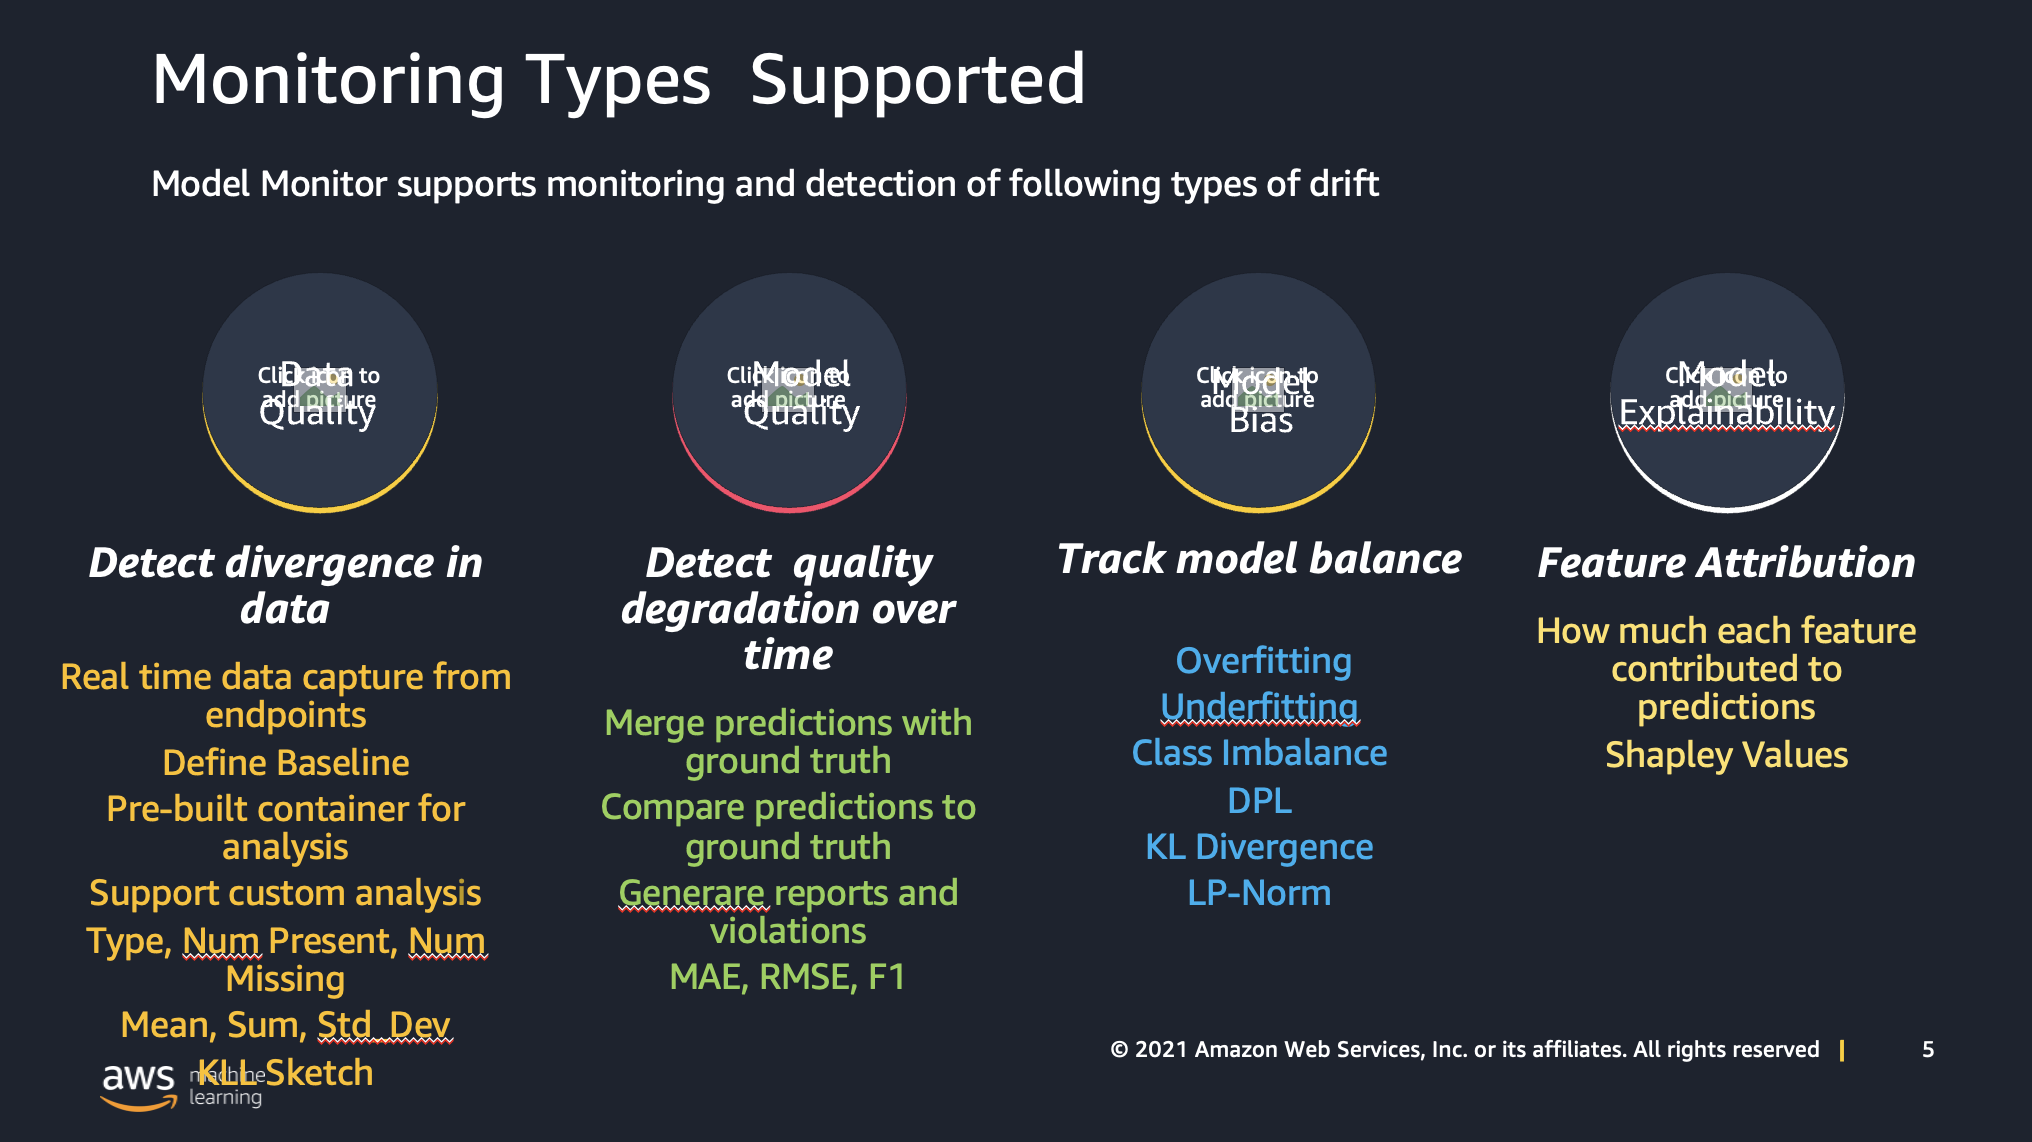 Monitoring Types  Supported
Model Monitor supports monitoring and detection of following types of drift
Data
Quality
Click icon to
add picture
Model
Quality
Click icon to
add picture
Model
Bias
Click icon to
add picture
Model
Explainability
Click icon to
add picture
Detect divergence in
data
Real time data capture from
endpoints
Define Baseline
Pre-built container for
analysis
Support custom analysis
Type, Num Present, Num
Missing
Mean, Sum, Std_Dev
KLL Sketch
Detect  quality
degradation over
time
Merge predictions with
ground truth
Compare predictions to
ground truth
Generare reports and
violations
MAE, RMSE, F1
Track model balance
Overfitting
Underfitting
Class Imbalance
DPL
KL Divergence
LP-Norm
Feature Attribution
How much each feature
contributed to
predictions
Shapley Values
aws machine
learning
© 2021 Amazon Web Services, Inc. or its affiliates. All rights reserved |
5